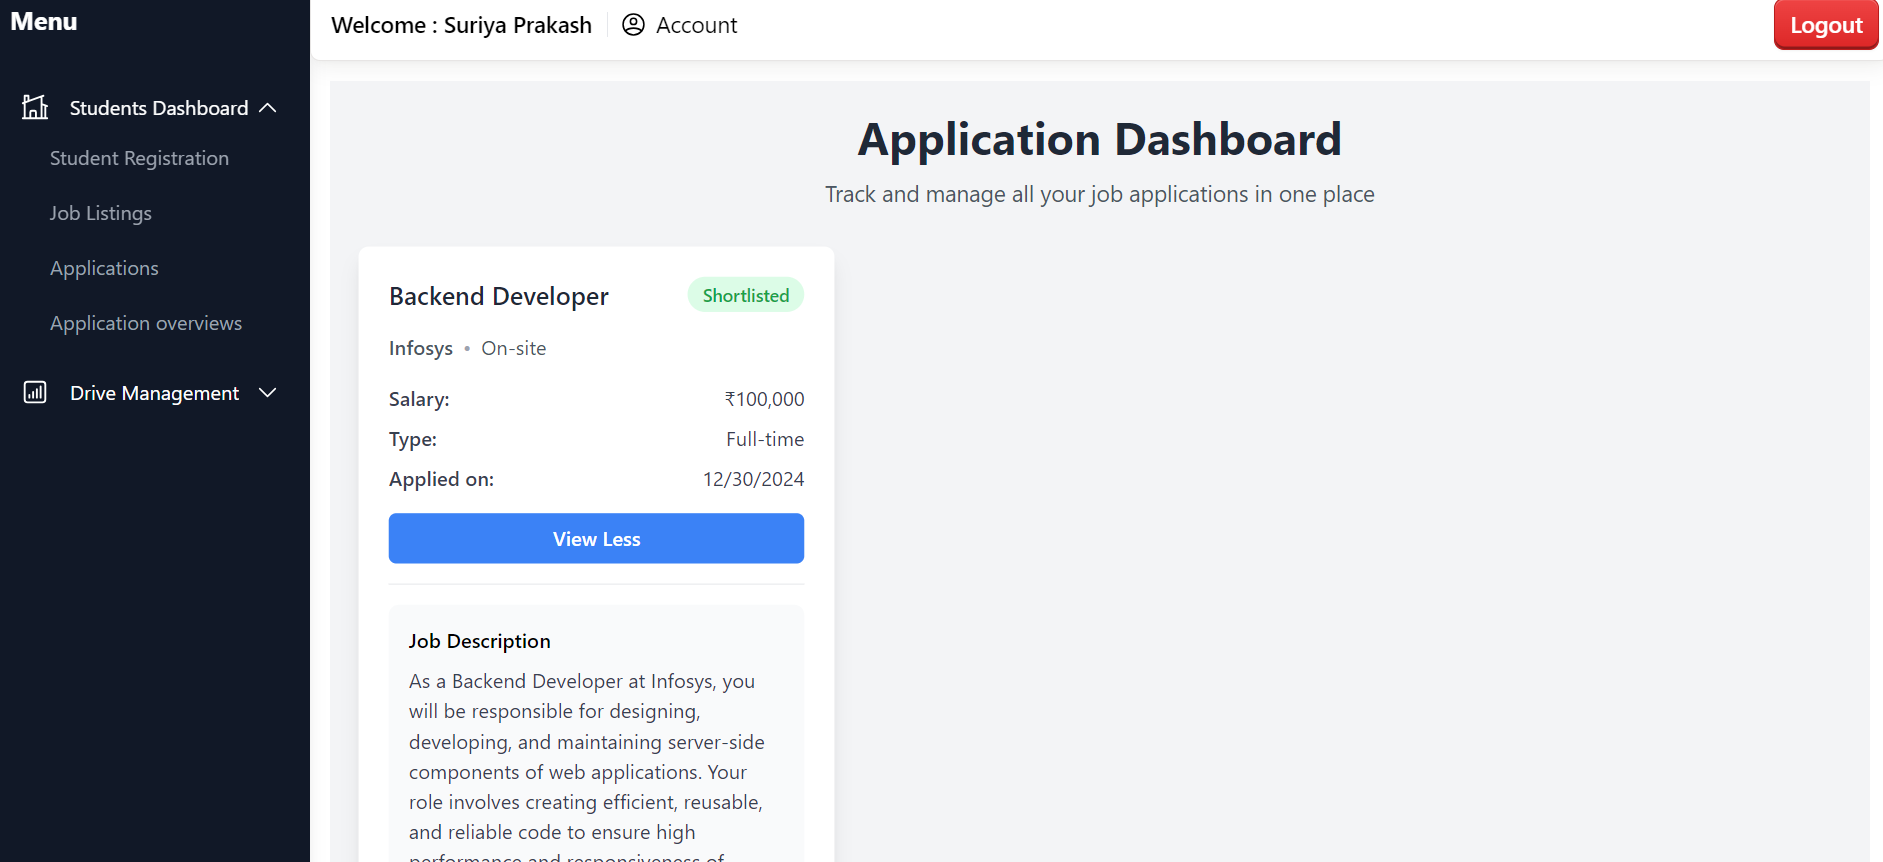 Menu
Welcome : Suriya Prakash
Account
Logout
Students Dashboard
Student Registration
Job Listings
Applications
Application overviews
Drive Management
Application Dashboard
Track and manage all your job applications in one place
Backend Developer
Shortlisted
Infosys • On-site
Salary: ₹100,000
Type: Full-time
Applied on: 12/30/2024
View Less
Job Description
As a Backend Developer at Infosys, you
will be responsible for designing,
developing, and maintaining server-side
components of web applications. Your
role involves creating efficient, reusable,
and reliable code to ensure high
performance and responsiveness of